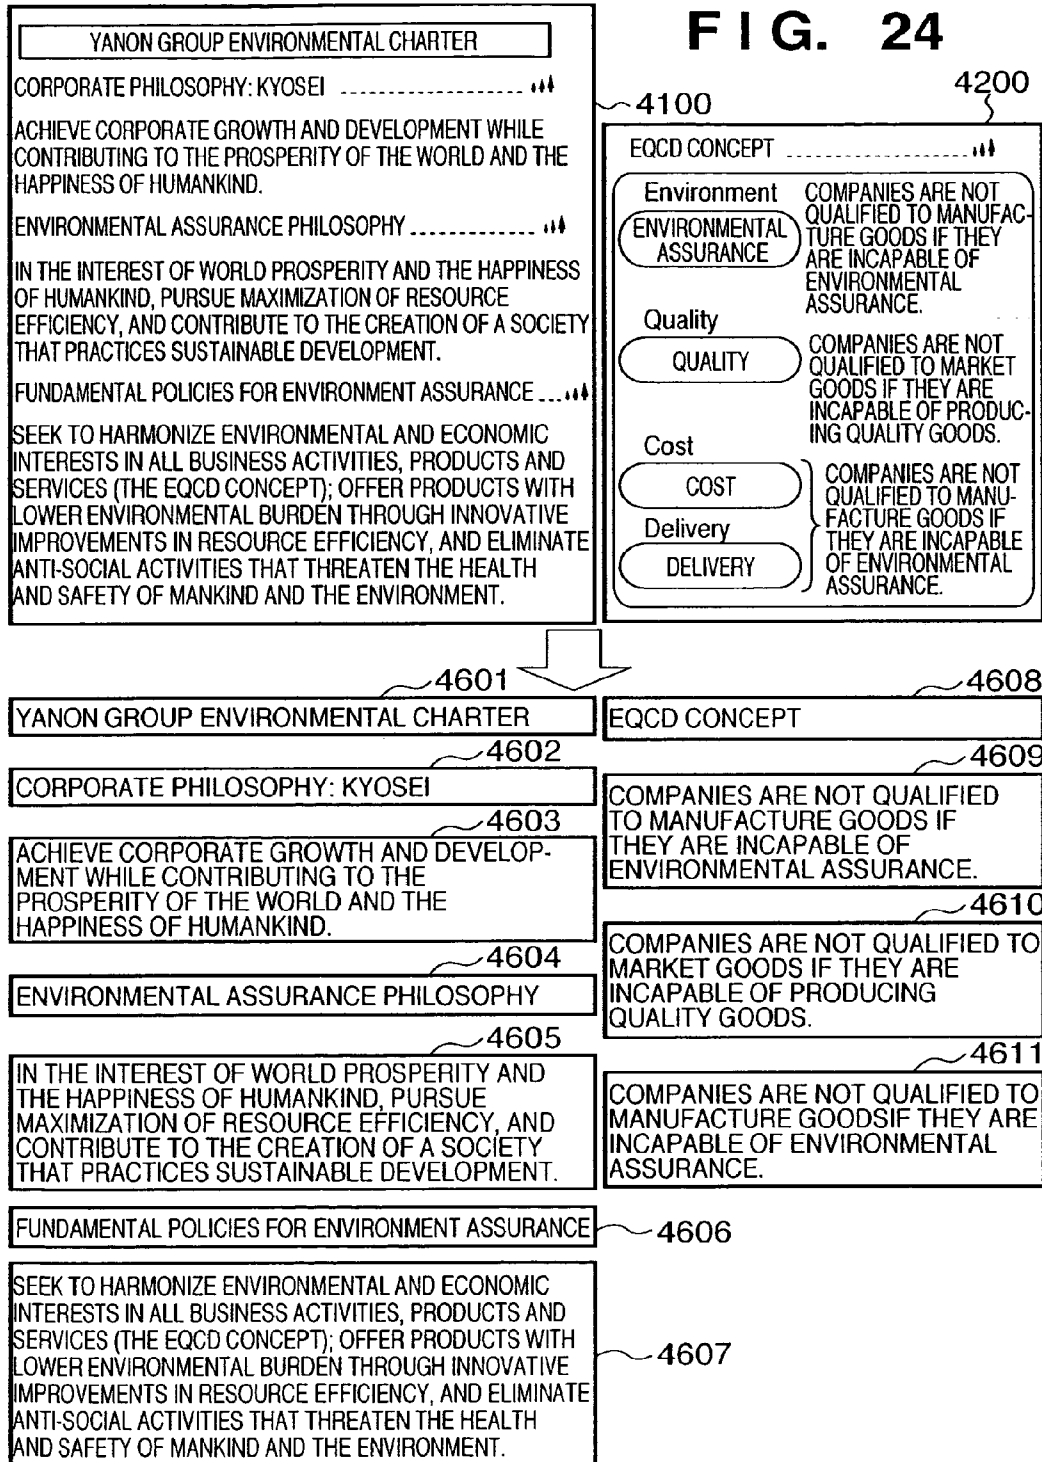 FIG. 24
YANON GROUP ENVIRONMENTAL CHARTER
CORPORATE PHILOSOPHY: KYOSEI
ACHIEVE CORPORATE GROWTH AND DEVELOPMENT WHILE
CONTRIBUTING TO THE PROSPERITY OF THE WORLD AND THE
HAPPINESS OF HUMANKIND.
ENVIRONMENTAL ASSURANCE PHILOSOPHY
IN THE INTEREST OF WORLD PROSPERITY AND THE HAPPINESS
OF HUMANKIND, PURSUE MAXIMIZATION OF RESOURCE
EFFICIENCY, AND CONTRIBUTE TO THE CREATION OF A SOCIETY
THAT PRACTICES SUSTAINABLE DEVELOPMENT.
FUNDAMENTAL POLICIES FOR ENVIRONMENT ASSURANCE
SEEK TO HARMONIZE ENVIRONMENTAL AND ECONOMIC
INTERESTS IN ALL BUSINESS ACTIVITIES, PRODUCTS AND
SERVICES (THE EQCD CONCEPT); OFFER PRODUCTS WITH
LOWER ENVIRONMENTAL BURDEN THROUGH INNOVATIVE
IMPROVEMENTS IN RESOURCE EFFICIENCY, AND ELIMINATE
ANTI-SOCIAL ACTIVITIES THAT THREATEN THE HEALTH
AND SAFETY OF MANKIND AND THE ENVIRONMENT.
4100
4200
EQCD CONCEPT
Environment
ENVIRONMENTAL
ASSURANCE
COMPANIES ARE NOT
QUALIFIED TO MANUFAC-
TURE GOODS IF THEY
ARE INCAPABLE OF
ENVIRONMENTAL
ASSURANCE.
Quality
QUALITY
COMPANIES ARE NOT
QUALIFIED TO MARKET
GOODS IF THEY ARE
INCAPABLE OF PRODUC-
ING QUALITY GOODS.
Cost
COST
Delivery
DELIVERY
COMPANIES ARE NOT
QUALIFIED TO MANU-
FACTURE GOODS IF
THEY ARE INCAPABLE
OF ENVIRONMENTAL
ASSURANCE.
4601
YANON GROUP ENVIRONMENTAL CHARTER
4602
CORPORATE PHILOSOPHY: KYOSEI
4603
ACHIEVE CORPORATE GROWTH AND DEVELOP-
MENT WHILE CONTRIBUTING TO THE
PROSPERITY OF THE WORLD AND THE
HAPPINESS OF HUMANKIND.
4604
ENVIRONMENTAL ASSURANCE PHILOSOPHY
4605
IN THE INTEREST OF WORLD PROSPERITY AND
THE HAPPINESS OF HUMANKIND, PURSUE
MAXIMIZATION OF RESOURCE EFFICIENCY, AND
CONTRIBUTE TO THE CREATION OF A SOCIETY
THAT PRACTICES SUSTAINABLE DEVELOPMENT.
FUNDAMENTAL POLICIES FOR ENVIRONMENT ASSURANCE
4606
SEEK TO HARMONIZE ENVIRONMENTAL AND ECONOMIC
INTERESTS IN ALL BUSINESS ACTIVITIES, PRODUCTS AND
SERVICES (THE EQCD CONCEPT); OFFER PRODUCTS WITH
LOWER ENVIRONMENTAL BURDEN THROUGH INNOVATIVE
IMPROVEMENTS IN RESOURCE EFFICIENCY, AND ELIMINATE
ANTI-SOCIAL ACTIVITIES THAT THREATEN THE HEALTH
AND SAFETY OF MANKIND AND THE ENVIRONMENT.
4607
4608
EQCD CONCEPT
4609
COMPANIES ARE NOT QUALIFIED
TO MANUFACTURE GOODS IF
THEY ARE INCAPABLE OF
ENVIRONMENTAL ASSURANCE.
4610
COMPANIES ARE NOT QUALIFIED TO
MARKET GOODS IF THEY ARE
INCAPABLE OF PRODUCING
QUALITY GOODS.
4611
COMPANIES ARE NOT QUALIFIED TO
MANUFACTURE GOODSIF THEY ARE
INCAPABLE OF ENVIRONMENTAL
ASSURANCE.